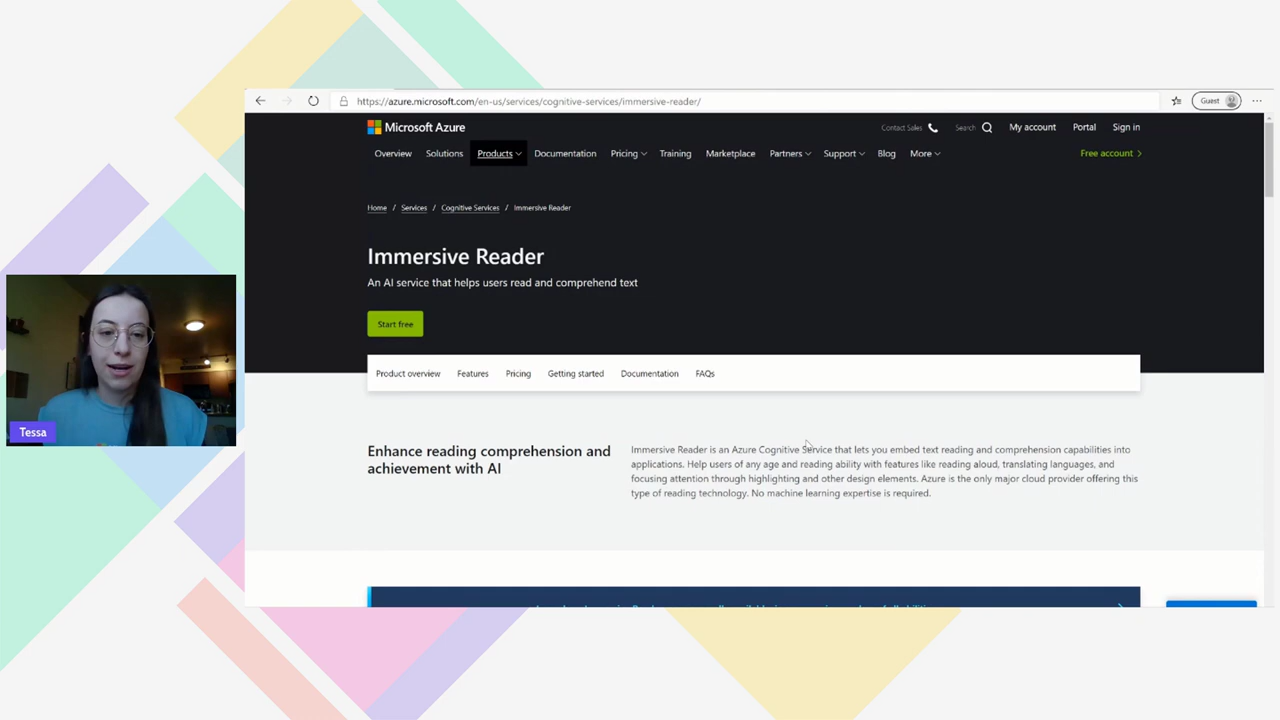 https://azure.microsoft.com/en-us/services/cognitive-services/immersive-reader/
Guest
Microsoft Azure
Contact Sales
Search
My account
Portal
Sign in
Overview
Solutions
Products
Documentation
Pricing
Training
Marketplace
Partners
Support
Blog
More
Free account
Home / Services / Cognitive Services / Immersive Reader
Immersive Reader
An AI service that helps users read and comprehend text
Start free
Product overview
Features
Pricing
Getting started
Documentation
FAQs
Enhance reading comprehension and
achievement with AI
Immersive Reader is an Azure Cognitive Service that lets you embed text reading and comprehension capabilities into
applications. Help users of any age and reading ability with features like reading aloud, translating languages, and
focusing attention through highlighting and other design elements. Azure is the only major cloud provider offering this
type of reading technology. No machine learning expertise is required.
Tessa